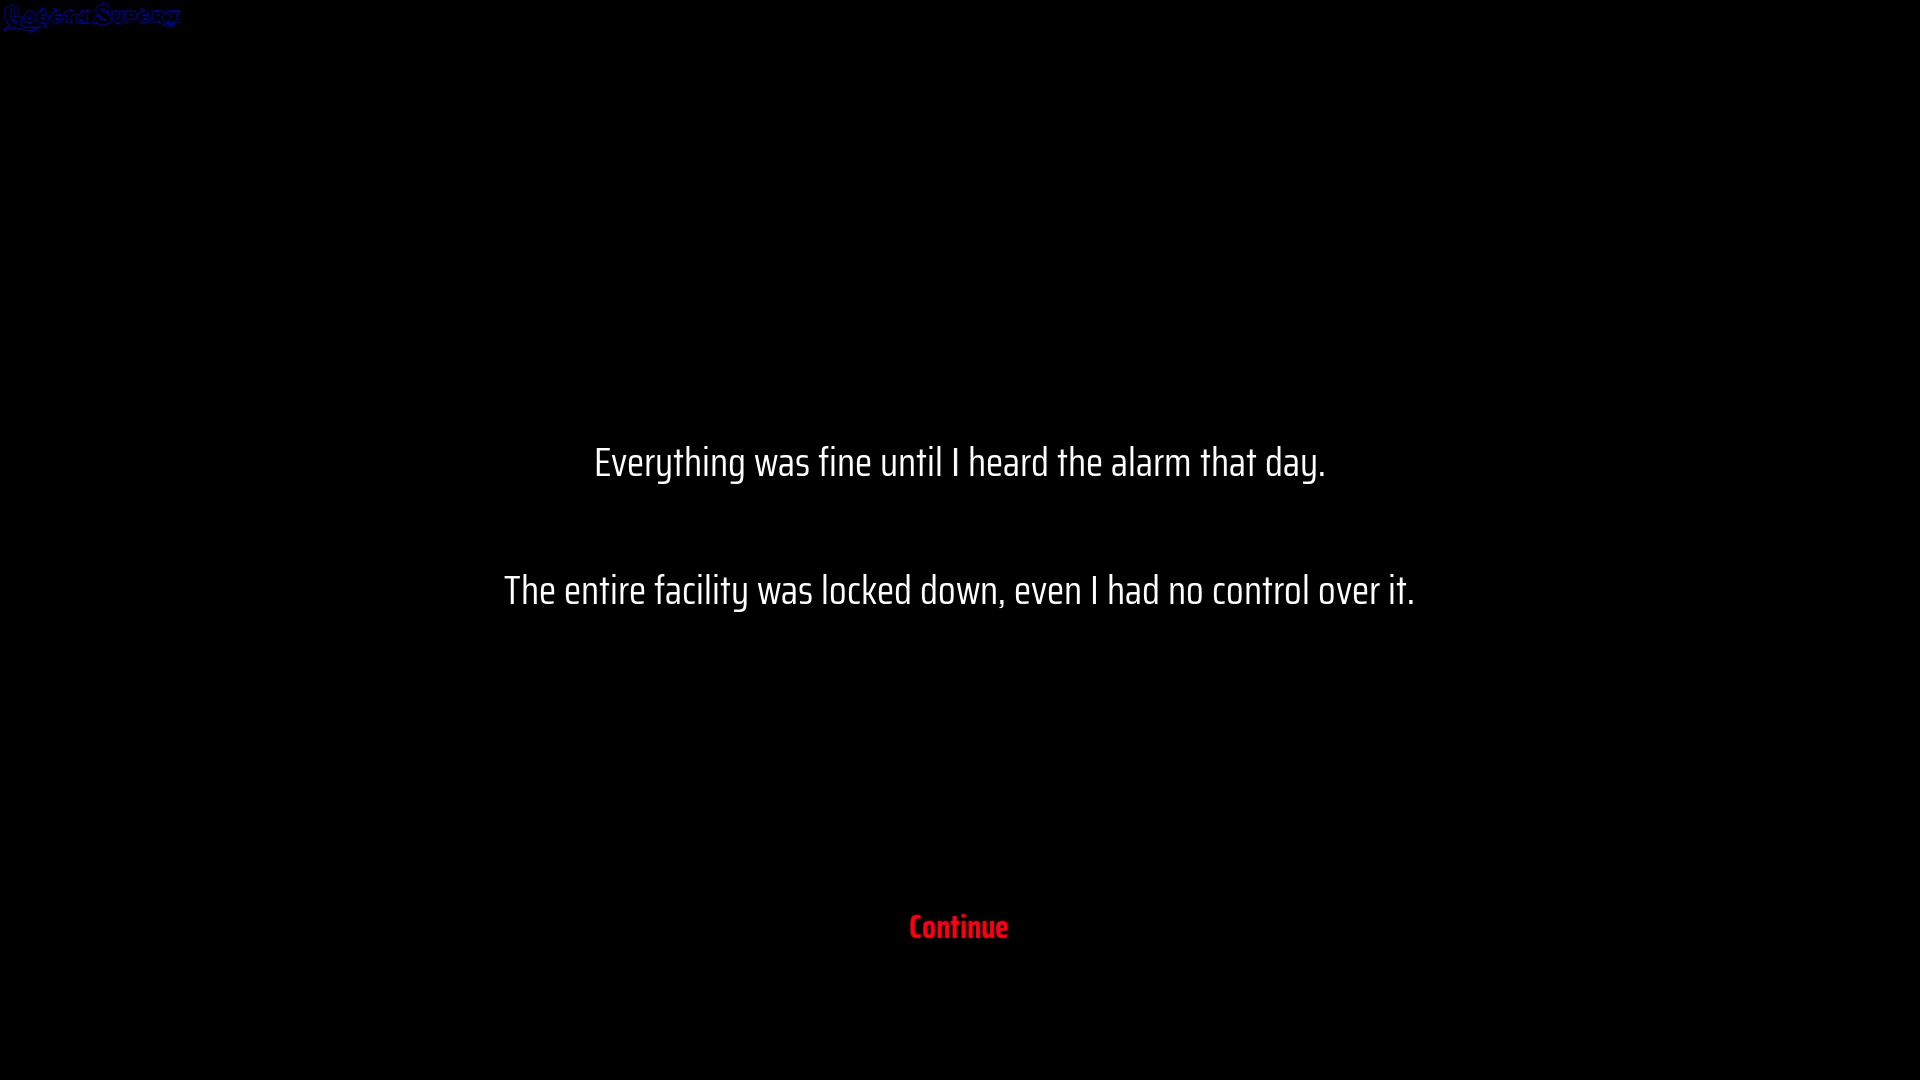 Everything was fine until I heard the alarm that day.
The entire facility was locked down, even I had no control over it.
Continue